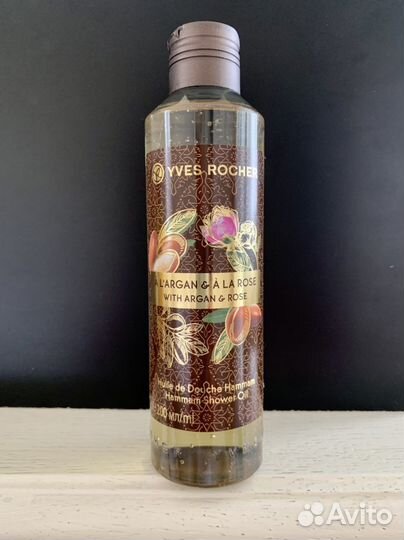 YVES ROCHER
À L'ARGAN & À LA ROSE
WITH ARGAN & ROSE
Huile de Douche Hammam
Hammam Shower Oil
200 мл/ml
Avito